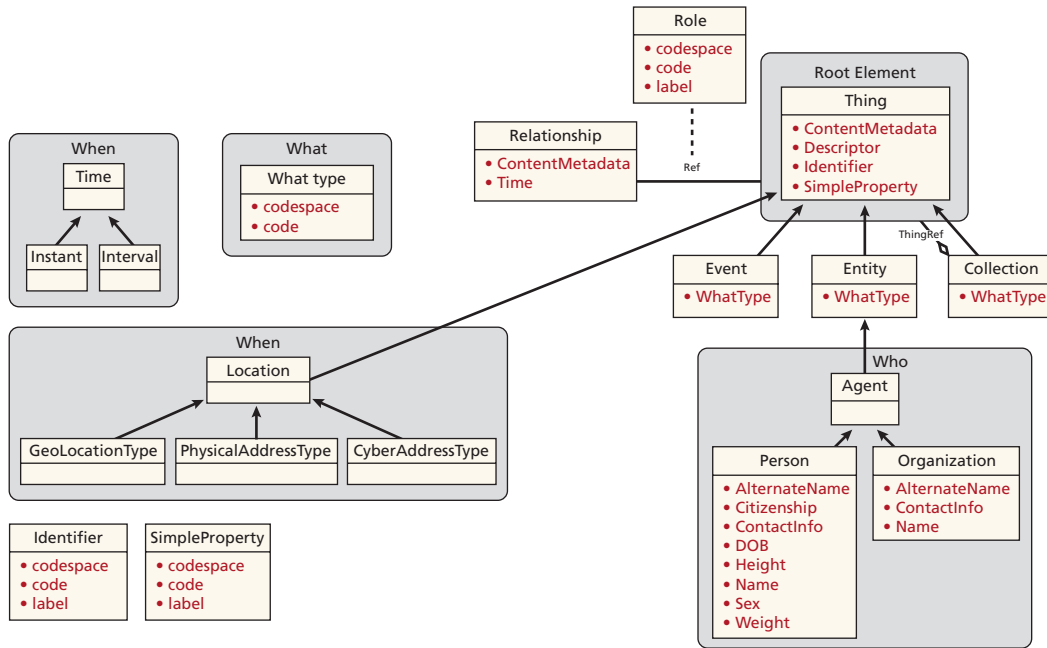 Role
• codespace
• code
• label
Root Element
Thing
• ContentMetadata
• Descriptor
• Identifier
• SimpleProperty
Relationship
• ContentMetadata
• Time
Ref
When
Time
Instant
Interval
What
What type
• codespace
• code
ThingRef
Event
• WhatType
Entity
• WhatType
Collection
• WhatType
When
Location
GeoLocationType
PhysicalAddressType
CyberAddressType
Who
Agent
Person
• AlternateName
• Citizenship
• ContactInfo
• DOB
• Height
• Name
• Sex
• Weight
Organization
• AlternateName
• ContactInfo
• Name
Identifier
• codespace
• code
• label
SimpleProperty
• codespace
• code
• label